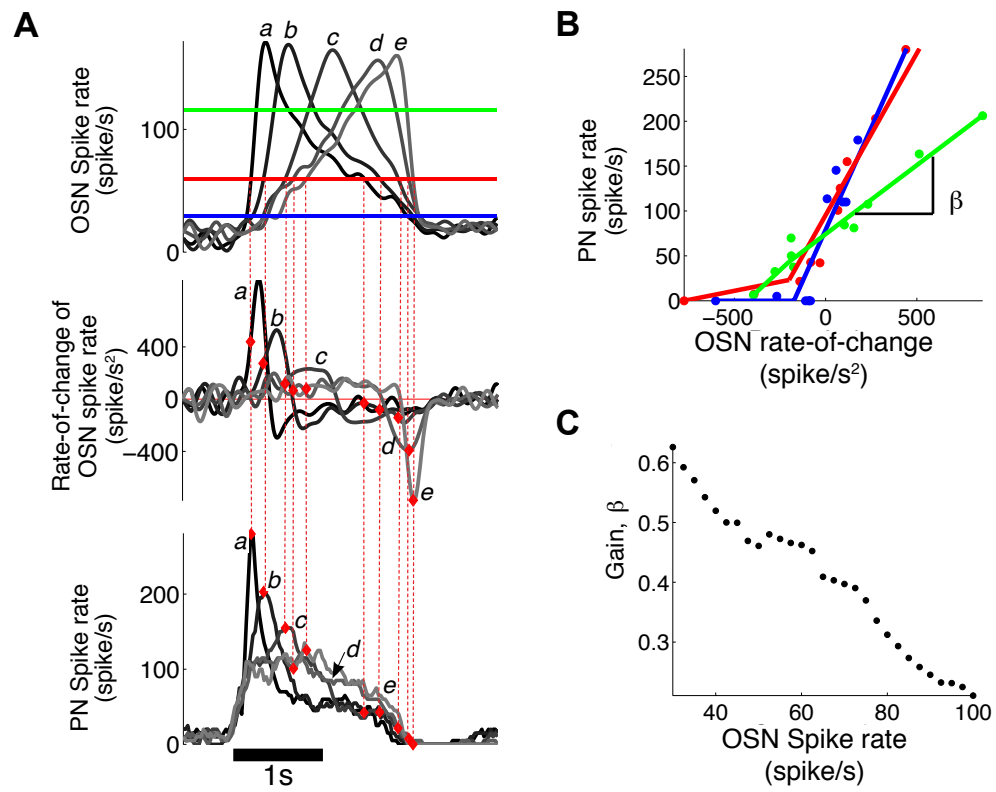 A
OSN Spike rate
(spike/s)
100
0
a
b
c
d
e
Rate-of-change of
OSN spike rate
(spike/s²)
400
0
−400
a
b
c
d
e
PN Spike rate
(spike/s)
200
100
0
a
b
c
d
e
1s
B
PN spike rate
(spike/s)
250
200
150
100
50
0
β
−500
0
500
OSN rate-of-change
(spike/s²)
C
Gain, β
0.6
0.5
0.4
0.3
40
60
80
100
OSN Spike rate
(spike/s)